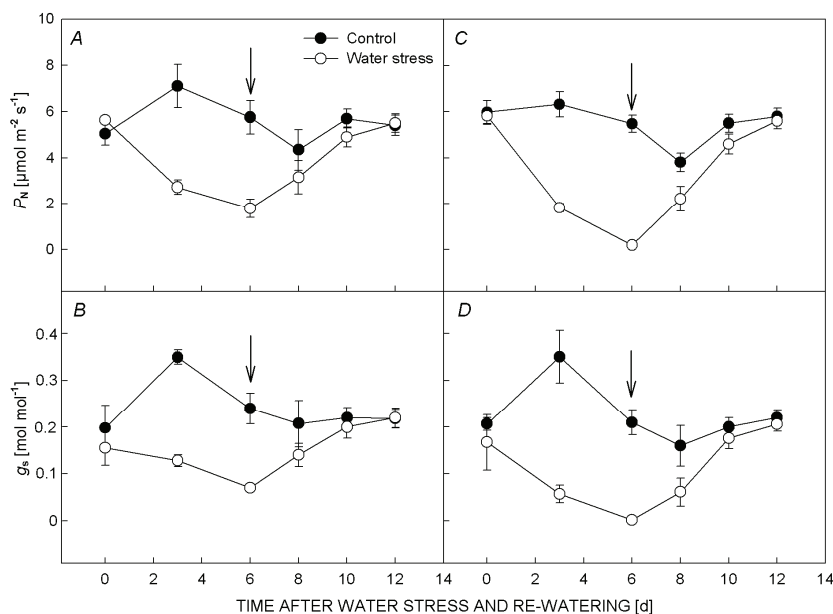 A
Control
Water stress
C
10
8
6
4
2
0
P_N [µmol m⁻² s⁻¹]
B
D
0.4
0.3
0.2
0.1
0
g_s [mol mol⁻¹]
0 2 4 6 8 10 12 14
0 2 4 6 8 10 12 14
TIME AFTER WATER STRESS AND RE-WATERING [d]